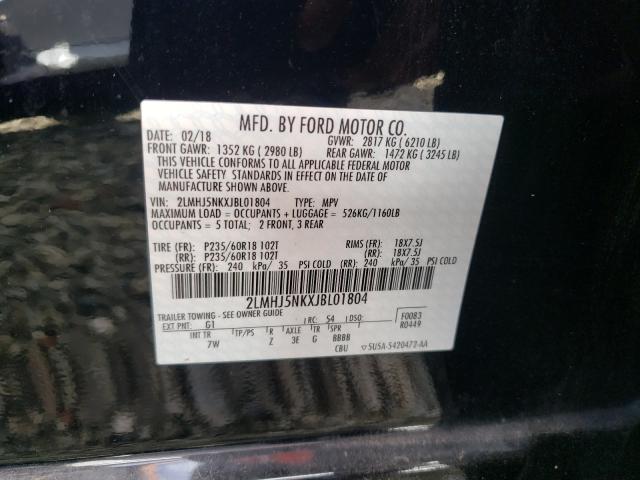 MFD. BY FORD MOTOR CO.
DATE: 02/18 GVWR: 2817 KG ( 6210 LB)
FRONT GAWR: 1352 KG ( 2980 LB) REAR GAWR: 1472 KG ( 3245 LB)
THIS VEHICLE CONFORMS TO ALL APPLICABLE FEDERAL MOTOR
VEHICLE SAFETY STANDARDS IN EFFECT ON THE DATE OF
MANUFACTURE SHOWN ABOVE.
VIN: 2LMHJ5NKXJBL01804 TYPE: MPV
MAXIMUM LOAD = OCCUPANTS + LUGGAGE = 526KG/1160LB
OCCUPANTS = 5 TOTAL; 2 FRONT, 3 REAR
TIRE (FR): P235/60R18 102T RIMS (FR): 18X7.5J
(RR): P235/60R18 102T (RR): 18X7.5J
PRESSURE (FR): 240 kPa/ 35 PSI COLD (RR): 240 kPa/ 35 PSI COLD
2LMHJ5NKXJBL01804
TRAILER TOWING - SEE OWNER GUIDE
EXT PNT: G1 RC: 54 DSO: F0083
R0449
INT TR TP/PS R AXLE TR SPR
7W Z 3E G BBBB
CBU 5U5A-5420472-AA